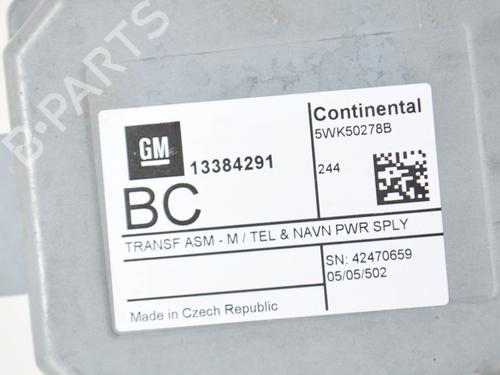 B-PARTS
GM
13384291
BC
Continental
5WK50278B
244
TRANSF ASM - M / TEL & NAVN PWR SPLY
SN: 42470659
05/05/502
Made in Czech Republic